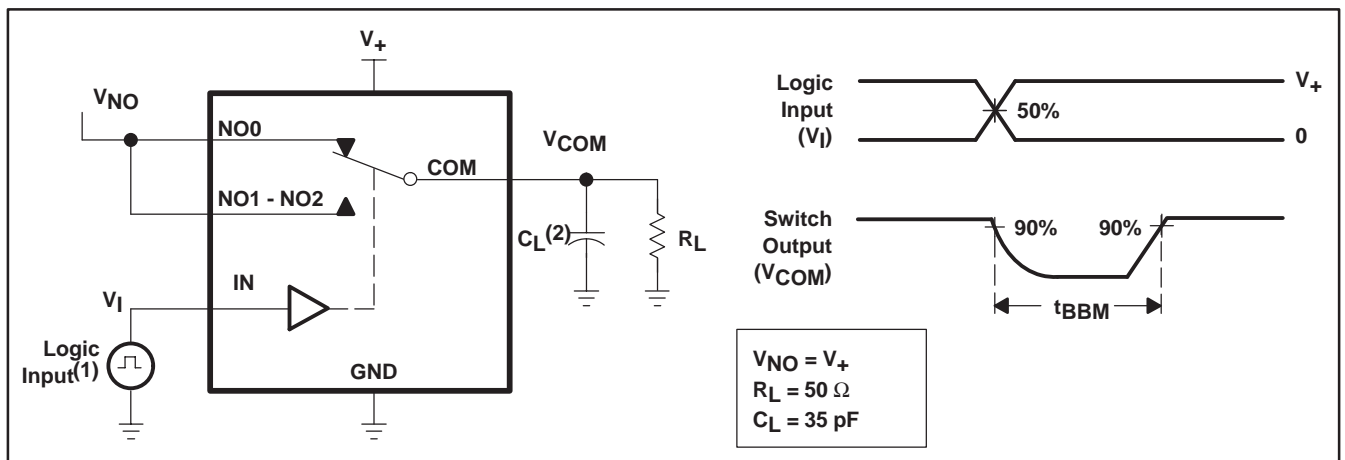 V+
VNO
NO0
VCOM
COM
NO1 - NO2
CL(2)
RL
IN
VI
Logic
Input(1)
GND
Logic
Input
(VI)
V+
50%
0
Switch
Output
(VCOM)
90%
90%
tBBM
VNO = V+
RL = 50 Ω
CL = 35 pF